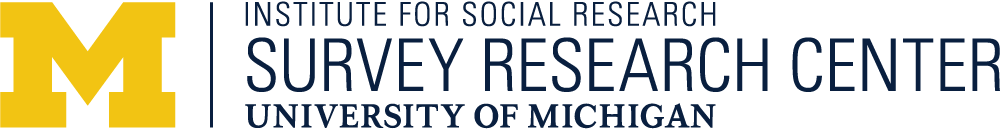 M
INSTITUTE FOR SOCIAL RESEARCH
SURVEY RESEARCH CENTER
UNIVERSITY OF MICHIGAN